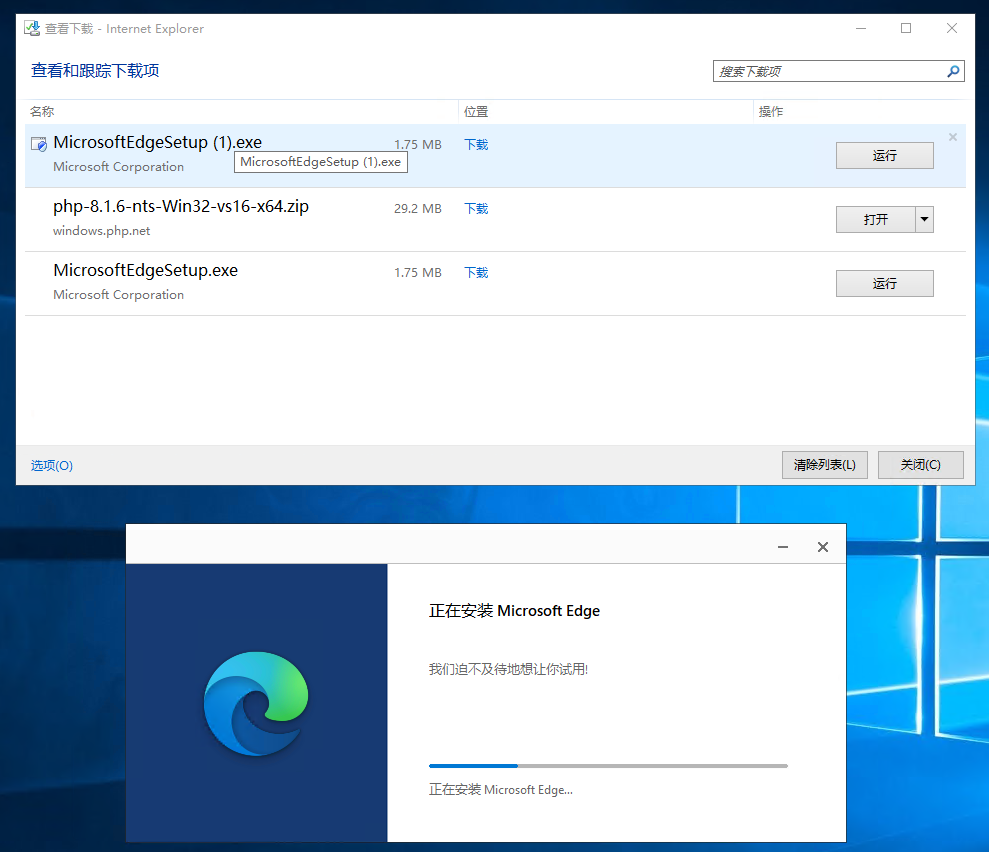 查看下载 - Internet Explorer
查看和跟踪下载项
搜索下载项
名称 位置 操作
MicrosoftEdgeSetup (1).exe 1.75 MB 下载 运行
Microsoft Corporation
MicrosoftEdgeSetup (1).exe
php-8.1.6-nts-Win32-vs16-x64.zip 29.2 MB 下载 打开
windows.php.net
MicrosoftEdgeSetup.exe 1.75 MB 下载 运行
Microsoft Corporation
选项(O) 清除列表(L) 关闭(C)
正在安装 Microsoft Edge
我们迫不及待地想让你试用!
正在安装 Microsoft Edge...